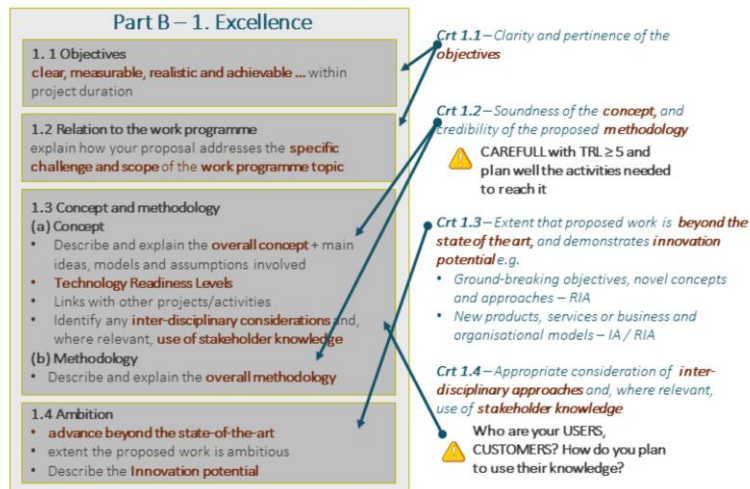 Part B – 1. Excellence
1. 1 Objectives
clear, measurable, realistic and achievable ... within
project duration
1.2 Relation to the work programme
explain how your proposal addresses the specific
challenge and scope of the work programme topic
1.3 Concept and methodology
(a) Concept
• Describe and explain the overall concept + main
ideas, models and assumptions involved
• Technology Readiness Levels
• Links with other projects/activities
• Identify any inter-disciplinary considerations and,
where relevant, use of stakeholder knowledge
(b) Methodology
• Describe and explain the overall methodology
1.4 Ambition
• advance beyond the state-of-the-art
• extent the proposed work is ambitious
• Describe the Innovation potential
Crt 1.1 – Clarity and pertinence of the
objectives
Crt 1.2 – Soundness of the concept, and
credibility of the proposed methodology
CAREFULL with TRL ≥ 5 and
plan well the activities needed
to reach it
Crt 1.3 – Extent that proposed work is beyond
the state of the art, and demonstrates innovation
potential e.g.
• Ground-breaking objectives, novel concepts
and approaches – RIA
• New products, services or business and
organisational models – IA / RIA
Crt 1.4 – Appropriate consideration of inter-
disciplinary approaches and, where relevant,
use of stakeholder knowledge
Who are your USERS,
CUSTOMERS? How do you plan
to use their knowledge?